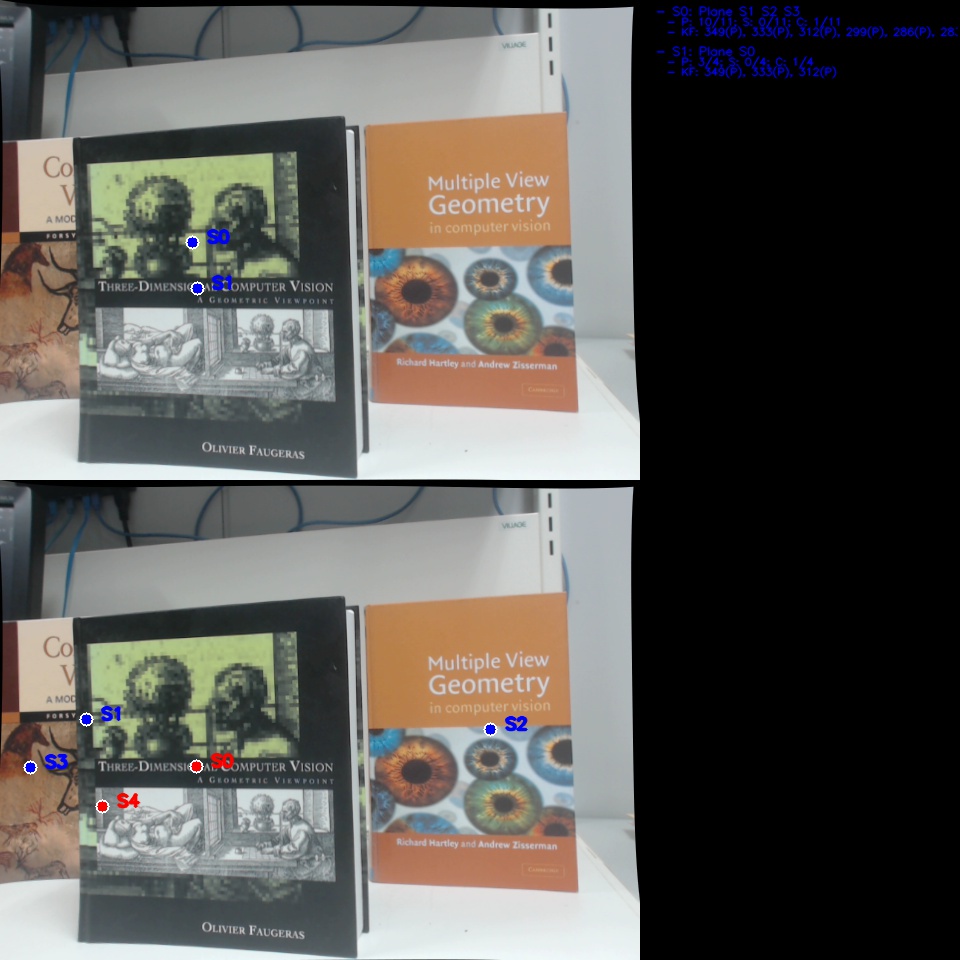 - S0: Plane S1 S2 S3
- P: 10/11; S: 0/11; C: 1/11
- KF: 349(P), 333(P), 312(P), 299(P), 286(P), 28.
- S1: Plane S0
- P: 3/4; S: 0/4; C: 1/4
- KF: 349(P), 333(P), 312(P)
Co
V
A MOD
FORSY
S0
S1
THREE-DIMENSIONAL COMPUTER VISION
A GEOMETRIC VIEWPOINT
OLIVIER FAUGERAS
Multiple View
Geometry
in computer vision
Richard Hartley and Andrew Zisserman
CAMBRIDGE
Co
V
A MOD
FORSY
S1
S3
S0
S4
S2
THREE-DIMENSIONAL COMPUTER VISION
A GEOMETRIC VIEWPOINT
OLIVIER FAUGERAS
Multiple View
Geometry
in computer vision
Richard Hartley and Andrew Zisserman
CAMBRIDGE